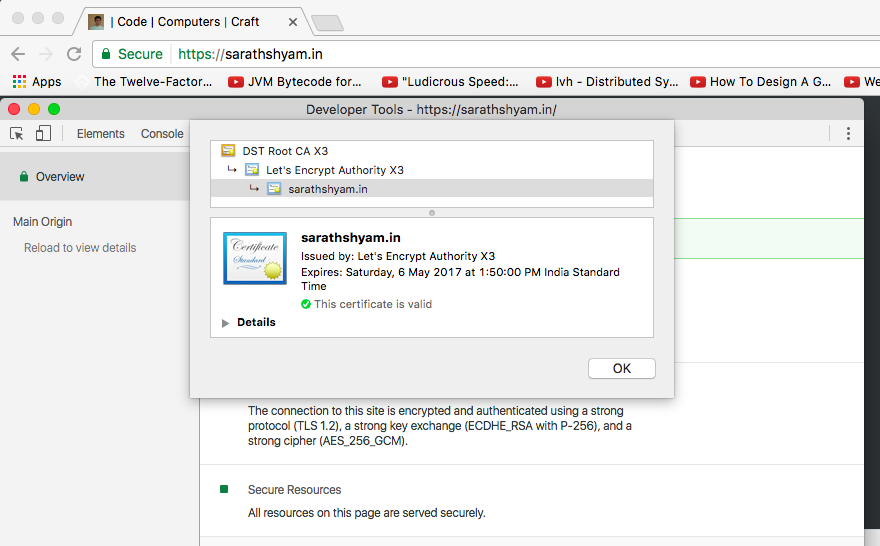 | Code | Computers | Craft
Secure https://sarathshyam.in
Apps The Twelve-Factor... JVM Bytecode for... "Ludicrous Speed:... lvh - Distributed Sy... How To Design A G... We
Developer Tools - https://sarathshyam.in/
Elements Console
Overview
Main Origin
Reload to view details
DST Root CA X3
Let's Encrypt Authority X3
sarathshyam.in
Certificate
Standard
sarathshyam.in
Issued by: Let's Encrypt Authority X3
Expires: Saturday, 6 May 2017 at 1:50:00 PM India Standard
Time
This certificate is valid
Details
OK
The connection to this site is encrypted and authenticated using a strong
protocol (TLS 1.2), a strong key exchange (ECDHE_RSA with P-256), and a
strong cipher (AES_256_GCM).
Secure Resources
All resources on this page are served securely.